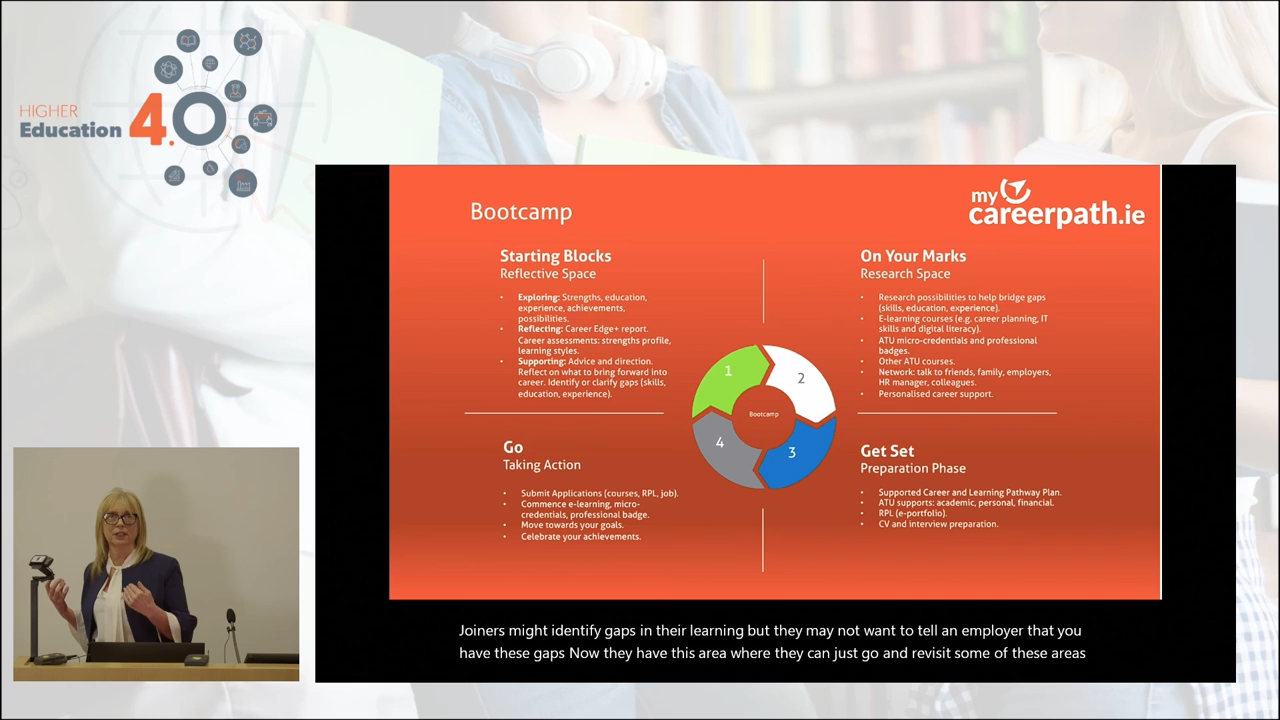 HIGHER
Education 4.0
my
careerpath.ie
Bootcamp
Starting Blocks
Reflective Space
• Exploring: Strengths, education,
experience, achievements,
possibilities.
• Reflecting: Career Edge+ report.
Career assessments: strengths profile,
learning styles.
• Supporting: Advice and direction.
Reflect on what to bring forward into
career. Identify or clarify gaps (skills,
education, experience).
On Your Marks
Research Space
• Research possibilities to help bridge gaps
(skills, education, experience).
• E-learning courses (e.g. career planning, IT
skills and digital literacy).
• ATU micro-credentials and professional
badges.
• Other ATU courses.
• Network: talk to friends, family, employers,
HR manager, colleagues.
• Personalised career support.
1
2
Bootcamp
4
3
Go
Taking Action
• Submit Applications (courses, RPL, job).
• Commence e-learning, micro-
credentials, professional badge.
• Move towards your goals.
• Celebrate your achievements.
Get Set
Preparation Phase
• Supported Career and Learning Pathway Plan.
• ATU supports: academic, personal, financial.
• RPL (e-portfolio).
• CV and interview preparation.
Joiners might identify gaps in their learning but they may not want to tell an employer that you
have these gaps Now they have this area where they can just go and revisit some of these areas